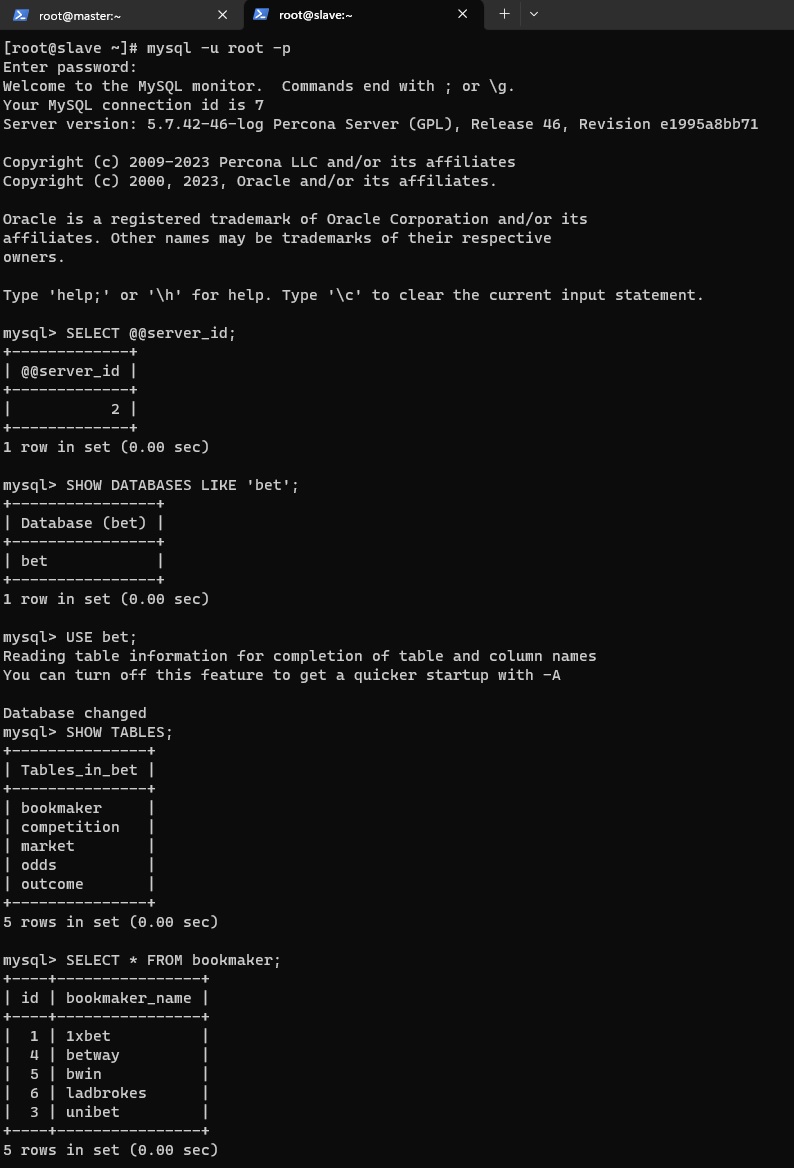 root@master:~
root@slave:~
[root@slave ~]# mysql -u root -p
Enter password:
Welcome to the MySQL monitor.  Commands end with ; or \g.
Your MySQL connection id is 7
Server version: 5.7.42-46-log Percona Server (GPL), Release 46, Revision e1995a8bb71
Copyright (c) 2009-2023 Percona LLC and/or its affiliates
Copyright (c) 2000, 2023, Oracle and/or its affiliates.
Oracle is a registered trademark of Oracle Corporation and/or its
affiliates. Other names may be trademarks of their respective
owners.
Type 'help;' or '\h' for help. Type '\c' to clear the current input statement.
mysql> SELECT @@server_id;
+-------------+
| @@server_id |
+-------------+
|           2 |
+-------------+
1 row in set (0.00 sec)
mysql> SHOW DATABASES LIKE 'bet';
+----------------+
| Database (bet) |
+----------------+
| bet            |
+----------------+
1 row in set (0.00 sec)
mysql> USE bet;
Reading table information for completion of table and column names
You can turn off this feature to get a quicker startup with -A
Database changed
mysql> SHOW TABLES;
+---------------+
| Tables_in_bet |
+---------------+
| bookmaker     |
| competition   |
| market        |
| odds          |
| outcome       |
+---------------+
5 rows in set (0.00 sec)
mysql> SELECT * FROM bookmaker;
+----+----------------+
| id | bookmaker_name |
+----+----------------+
|  1 | 1xbet          |
|  4 | betway         |
|  5 | bwin           |
|  6 | ladbrokes      |
|  3 | unibet         |
+----+----------------+
5 rows in set (0.00 sec)